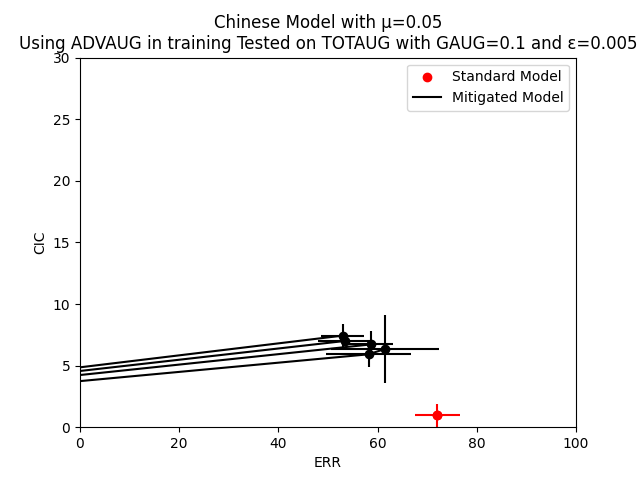 Chinese Model with μ=0.05
Using ADVAUG in training Tested on TOTAUG with GAUG=0.1 and ε=0.005
30
25
20
15
10
5
0
CIC
Standard Model
Mitigated Model
0 20 40 60 80 100
ERR